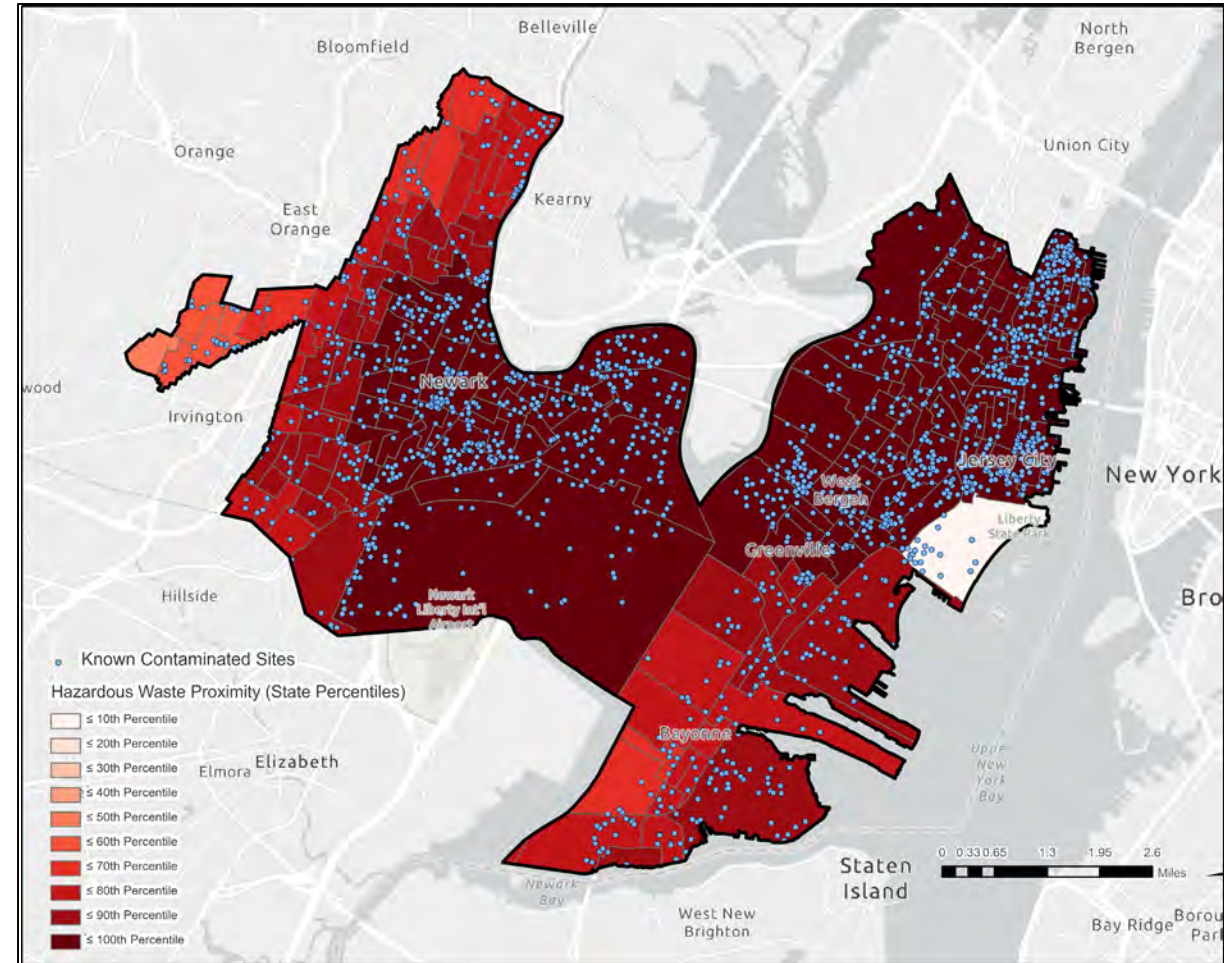 Belleville
North
Bergen
Bloomfield
Union City
Orange
East
Orange
Kearny
Newark
wood
Irvington
Jersey City
New York
West
Bergen
Liberty
State Park
Greenville
Hillside
Newark
Liberty Int'l
Airport
Bro
Known Contaminated Sites
Hazardous Waste Proximity (State Percentiles)
≤ 10th Percentile
≤ 20th Percentile
≤ 30th Percentile
≤ 40th Percentile
≤ 50th Percentile
≤ 60th Percentile
≤ 70th Percentile
≤ 80th Percentile
≤ 90th Percentile
≤ 100th Percentile
Bayonne
Elmora
Elizabeth
Uppe
New
York
Bay
0 0.33 0.65 1.3 1.95 2.6
Miles
Staten
Island
Newark
Bay
West New
Brighton
Bay Ridge
Borou
Par